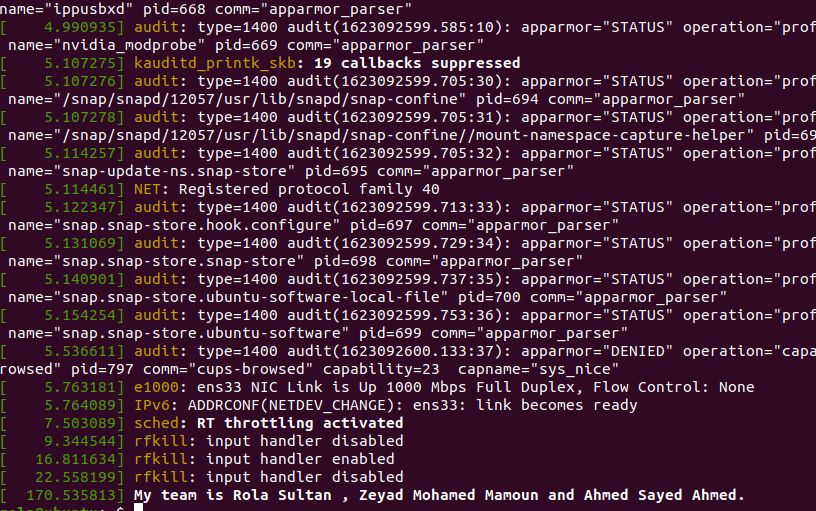 name="ippusbxd" pid=668 comm="apparmor_parser"
[    4.990935] audit: type=1400 audit(1623092599.585:10): apparmor="STATUS" operation="prof
 name="nvidia_modprobe" pid=669 comm="apparmor_parser"
[    5.107275] kauditd_printk_skb: 19 callbacks suppressed
[    5.107276] audit: type=1400 audit(1623092599.705:30): apparmor="STATUS" operation="prof
 name="/snap/snapd/12057/usr/lib/snapd/snap-confine" pid=694 comm="apparmor_parser"
[    5.107278] audit: type=1400 audit(1623092599.705:31): apparmor="STATUS" operation="prof
 name="/snap/snapd/12057/usr/lib/snapd/snap-confine//mount-namespace-capture-helper" pid=69
[    5.114257] audit: type=1400 audit(1623092599.705:32): apparmor="STATUS" operation="prof
 name="snap-update-ns.snap-store" pid=695 comm="apparmor_parser"
[    5.114461] NET: Registered protocol family 40
[    5.122347] audit: type=1400 audit(1623092599.713:33): apparmor="STATUS" operation="prof
 name="snap.snap-store.hook.configure" pid=697 comm="apparmor_parser"
[    5.131069] audit: type=1400 audit(1623092599.729:34): apparmor="STATUS" operation="prof
 name="snap.snap-store.snap-store" pid=698 comm="apparmor_parser"
[    5.140901] audit: type=1400 audit(1623092599.737:35): apparmor="STATUS" operation="prof
 name="snap.snap-store.ubuntu-software-local-file" pid=700 comm="apparmor_parser"
[    5.154254] audit: type=1400 audit(1623092599.753:36): apparmor="STATUS" operation="prof
 name="snap.snap-store.ubuntu-software" pid=699 comm="apparmor_parser"
[    5.536611] audit: type=1400 audit(1623092600.133:37): apparmor="DENIED" operation="capa
rowsed" pid=797 comm="cups-browsed" capability=23  capname="sys_nice"
[    5.763181] e1000: ens33 NIC Link is Up 1000 Mbps Full Duplex, Flow Control: None
[    5.764089] IPv6: ADDRCONF(NETDEV_CHANGE): ens33: link becomes ready
[    7.503089] sched: RT throttling activated
[    9.344544] rfkill: input handler disabled
[   16.811634] rfkill: input handler enabled
[   22.558199] rfkill: input handler disabled
[  170.535813] My team is Rola Sultan , Zeyad Mohamed Mamoun and Ahmed Sayed Ahmed.